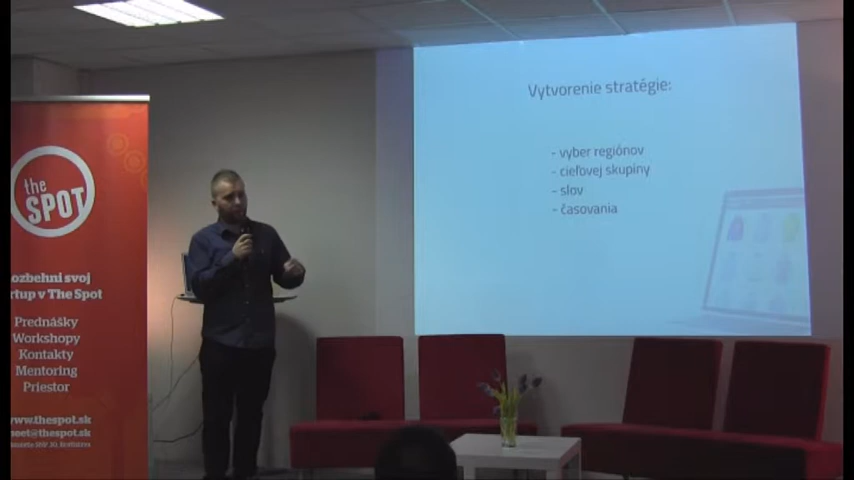 the
SPOT
ozbehni svoj
rtup v The Spot
Prednášky
Workshopy
Kontakty
Mentoring
Priestor
www.thespot.sk
meet@thespot.sk
Vytvorenie stratégie:
- vyber regiónov
- cieľovej skupiny
- slov
- časovania